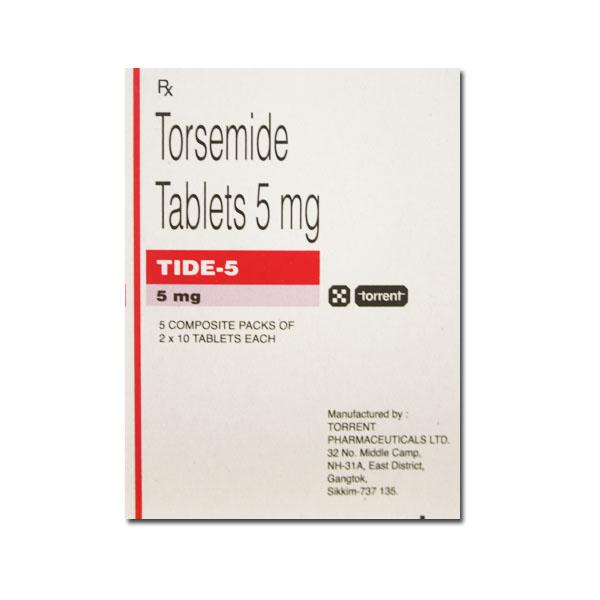 Rx
Torsemide
Tablets 5 mg
TIDE-5
5 mg
torrent
5 COMPOSITE PACKS OF
2 x 10 TABLETS EACH
Manufactured by :
TORRENT
PHARMACEUTICALS LTD.
32 No. Middle Camp,
NH-31A, East District,
Gangtok,
Sikkim-737 135.